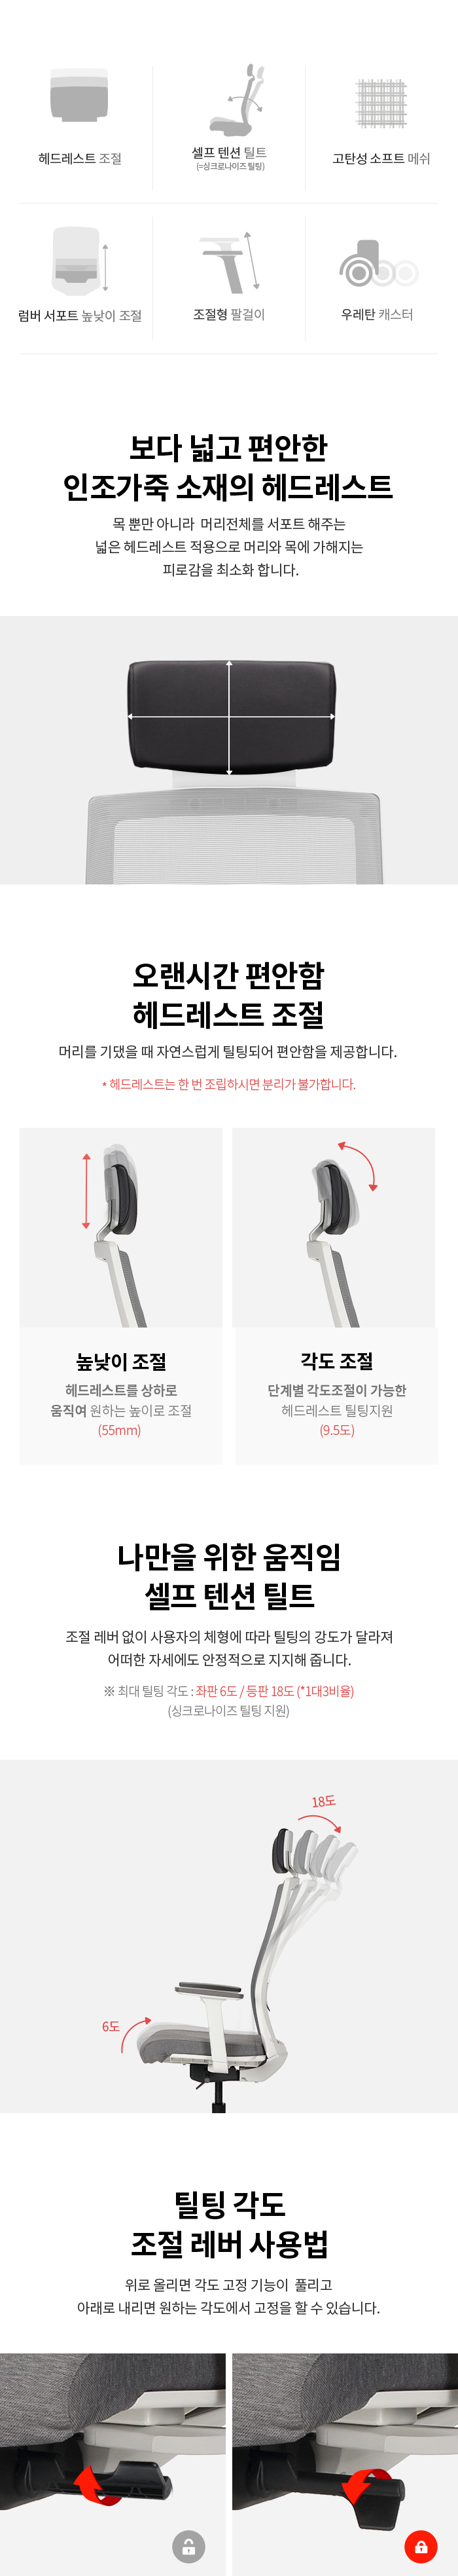 헤드레스트 조절
셀프 텐션 틸트
(=싱크로나이즈 틸팅)
고탄성 소프트 메쉬
럼버 서포트 높낮이 조절
조절형 팔걸이
우레탄 캐스터
보다 넓고 편안한
인조가죽 소재의 헤드레스트
목 뿐만 아니라 머리전체를 서포트 해주는
넓은 헤드레스트 적용으로 머리와 목에 가해지는
피로감을 최소화 합니다.
오랜시간 편안함
헤드레스트 조절
머리를 기댔을 때 자연스럽게 틸팅되어 편안함을 제공합니다.
* 헤드레스트는 한 번 조립하시면 분리가 불가합니다.
높낮이 조절
헤드레스트를 상하로
움직여 원하는 높이로 조절
(55mm)
각도 조절
단계별 각도조절이 가능한
헤드레스트 틸팅지원
(9.5도)
나만을 위한 움직임
셀프 텐션 틸트
조절 레버 없이 사용자의 체형에 따라 틸팅의 강도가 달라져
어떠한 자세에도 안정적으로 지지해 줍니다.
※ 최대 틸팅 각도 : 좌판 6도 / 등판 18도 (*1대3비율)
(싱크로나이즈 틸팅 지원)
18도
6도
틸팅 각도
조절 레버 사용법
위로 올리면 각도 고정 기능이 풀리고
아래로 내리면 원하는 각도에서 고정을 할 수 있습니다.